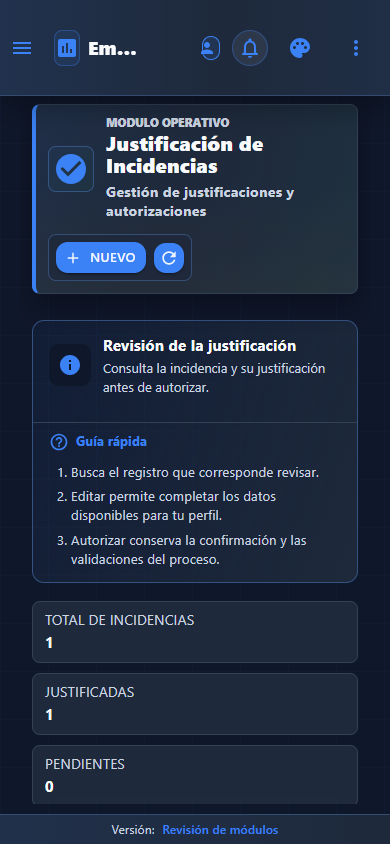 Em...
MODULO OPERATIVO
Justificación de
Incidencias
Gestión de justificaciones y
autorizaciones
NUEVO
Revisión de la justificación
Consulta la incidencia y su justificación
antes de autorizar.
Guía rápida
1. Busca el registro que corresponde revisar.
2. Editar permite completar los datos
disponibles para tu perfil.
3. Autorizar conserva la confirmación y las
validaciones del proceso.
TOTAL DE INCIDENCIAS
1
JUSTIFICADAS
1
PENDIENTES
0
Versión: Revisión de módulos